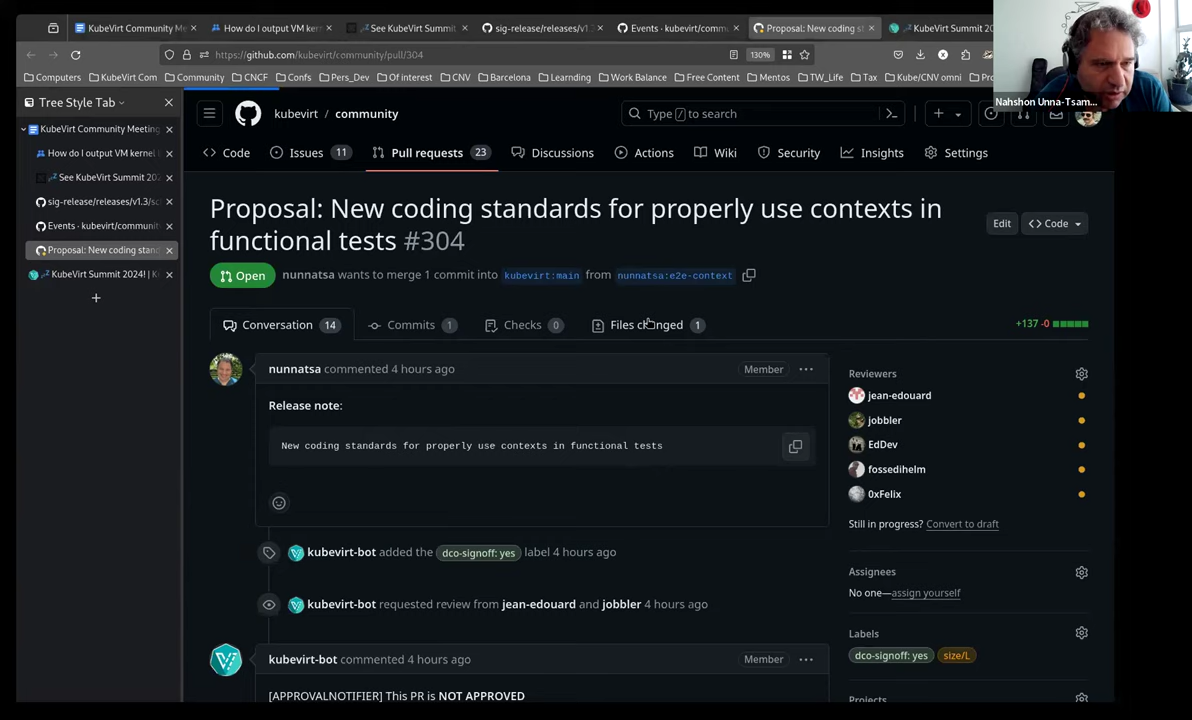 KubeVirt Community Meeting
How do I output VM kernel
See KubeVirt Summit 202
sig-release/releases/v1.3
Events · kubevirt/commu
Proposal: New coding stan
KubeVirt Summit 202
https://github.com/kubevirt/community/pull/304
130%
Computers
KubeVirt Com
Community
CNCF
Confs
Pers_Dev
Of interest
CNV
Barcelona
Learnding
Work Balance
Free Content
Mentos
TW_Life
Tax
Kube/CNV omni
Pro
Nahshon Unna-Tsam...
Tree Style Tab
KubeVirt Community Meeting
How do I output VM kernel
See KubeVirt Summit 202
sig-release/releases/v1.3/sc
Events · kubevirt/communi
Proposal: New coding stan
KubeVirt Summit 2024! | K
kubevirt / community
Type / to search
Code
Issues 11
Pull requests 23
Discussions
Actions
Wiki
Security
Insights
Settings
Proposal: New coding standards for properly use contexts in
functional tests #304
Edit
<> Code
Open
nunnatsa wants to merge 1 commit into kubevirt:main from nunnatsa:e2e-context
Conversation 14
Commits 1
Checks 0
Files changed 1
+137 -0
nunnatsa commented 4 hours ago
Member
Release note:
New coding standards for properly use contexts in functional tests
kubevirt-bot added the dco-signoff: yes label 4 hours ago
kubevirt-bot requested review from jean-edouard and jobbler 4 hours ago
kubevirt-bot commented 4 hours ago
Member
[APPROVALNOTIFIER] This PR is NOT APPROVED
Reviewers
jean-edouard
jobbler
EdDev
fossedihelm
0xFelix
Still in progress? Convert to draft
Assignees
No one—assign yourself
Labels
dco-signoff: yes
size/L
Projects